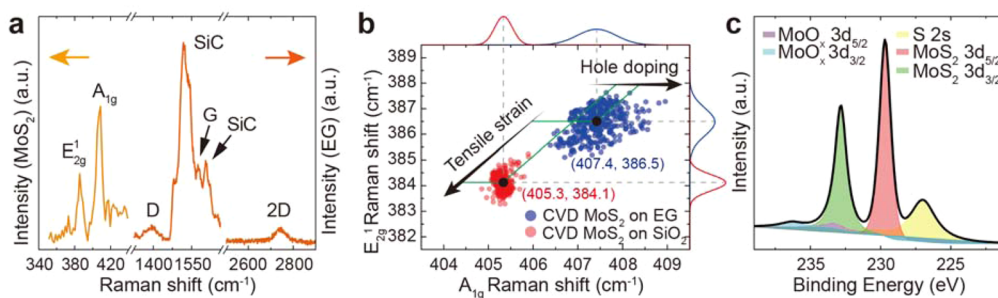 a
Intensity (MoS2) (a.u.)
E12g
A1g
SiC
G
SiC
D
2D
Intensity (EG) (a.u.)
340 380 420 1400 1550 2600 2800
Raman shift (cm-1)
b
E12g Raman shift (cm-1)
389
388
387
386
385
384
383
382
Hole doping
Tensile strain
(407.4, 386.5)
(405.3, 384.1)
CVD MoS2 on EG
CVD MoS2 on SiO2
404 405 406 407 408 409
A1g Raman shift (cm-1)
c
Intensity (a.u.)
MoOx 3d5/2
MoOx 3d3/2
S 2s
MoS2 3d5/2
MoS2 3d3/2
235 230 225
Binding Energy (eV)